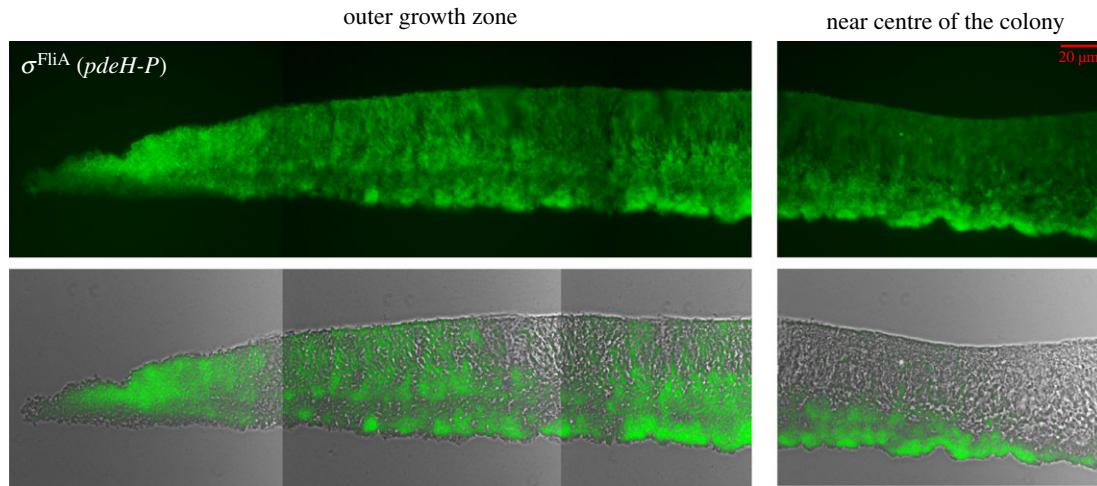 outer growth zone
near centre of the colony
σFliA (pdeH-P)
20 μm